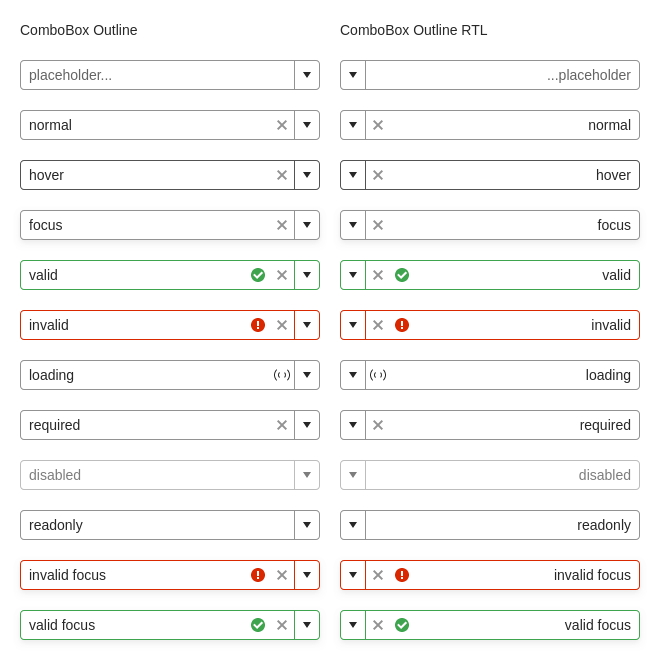 ComboBox Outline
placeholder...
normal
hover
focus
valid
invalid
loading
required
disabled
readonly
invalid focus
valid focus
ComboBox Outline RTL
...placeholder
normal
hover
focus
valid
invalid
loading
required
disabled
readonly
invalid focus
valid focus